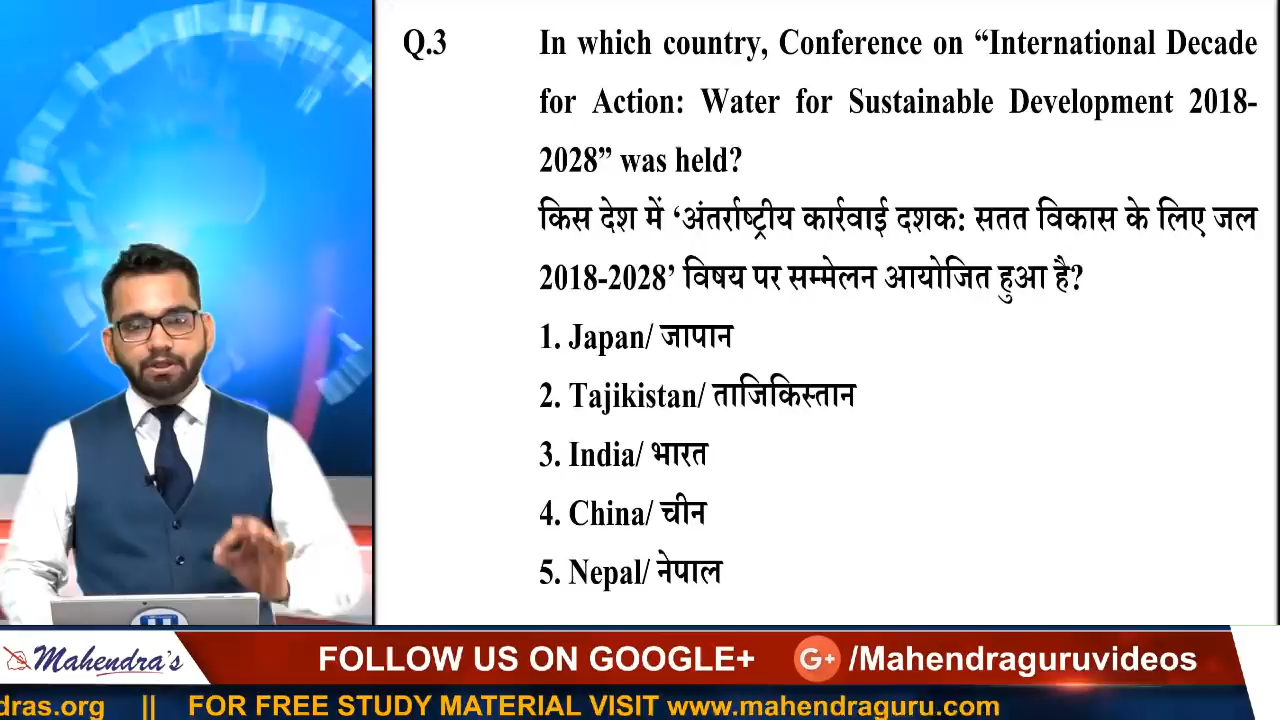 Q.3 In which country, Conference on “International Decade
for Action: Water for Sustainable Development 2018-
2028” was held?
किस देश में ‘अंतर्राष्ट्रीय कार्रवाई दशक: सतत विकास के लिए जल
2018-2028’ विषय पर सम्मेलन आयोजित हुआ है?
1. Japan/ जापान
2. Tajikistan/ ताजिकिस्तान
3. India/ भारत
4. China/ चीन
5. Nepal/ नेपाल
Mahendra's FOLLOW US ON GOOGLE+ G+ /Mahendraguruvideos
dras.org || FOR FREE STUDY MATERIAL VISIT www.mahendraguru.com